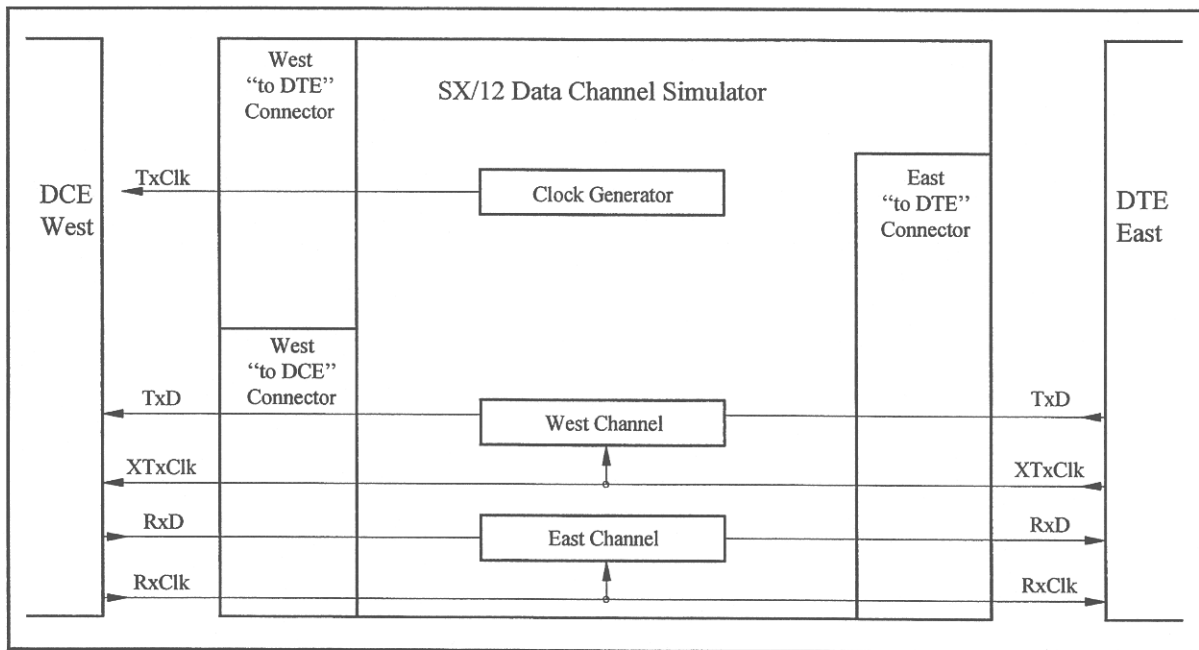 West
“to DTE”
Connector
SX/12 Data Channel Simulator
DCE
West
TxClk
Clock Generator
East
“to DTE”
Connector
DTE
East
West
“to DCE”
Connector
TxD
West Channel
TxD
XTxClk
XTxClk
RxD
East Channel
RxD
RxClk
RxClk